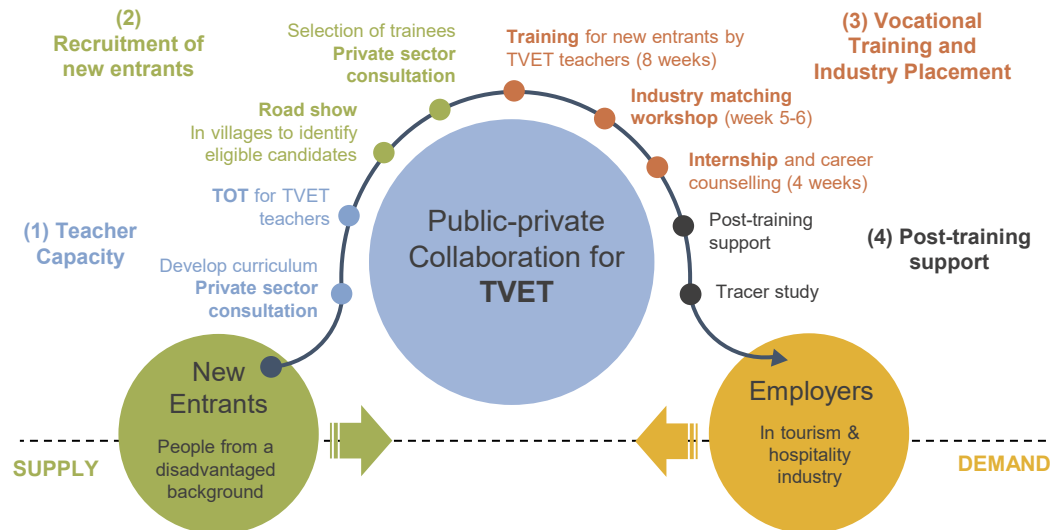 (2)
Recruitment of
new entrants
Selection of trainees
Private sector
consultation
Training for new entrants by
TVET teachers (8 weeks)
(3) Vocational
Training and
Industry Placement
Road show
In villages to identify
eligible candidates
Industry matching
workshop (week 5-6)
TOT for TVET
teachers
Internship and career
counselling (4 weeks)
(1) Teacher
Capacity
Develop curriculum
Private sector
consultation
Public-private
Collaboration for
TVET
Post-training
support
Tracer study
(4) Post-training
support
New
Entrants
People from a
disadvantaged
background
Employers
In tourism &
hospitality
industry
SUPPLY
DEMAND